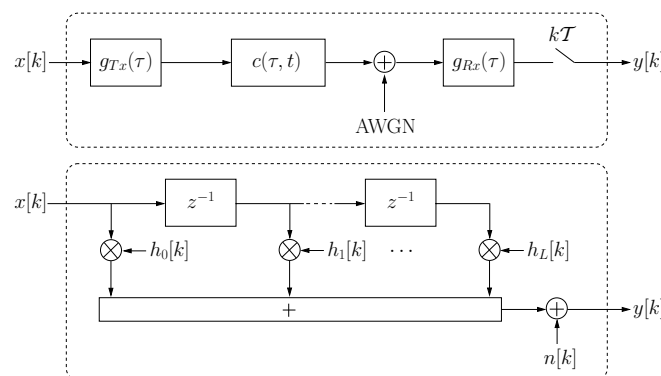 x[k] g_{Tx}(τ) c(τ, t) + g_{Rx}(τ) k𝒯 y[k]
AWGN
x[k] z^{-1} z^{-1}
h_0[k] h_1[k] ··· h_L[k]
+ + y[k]
n[k]